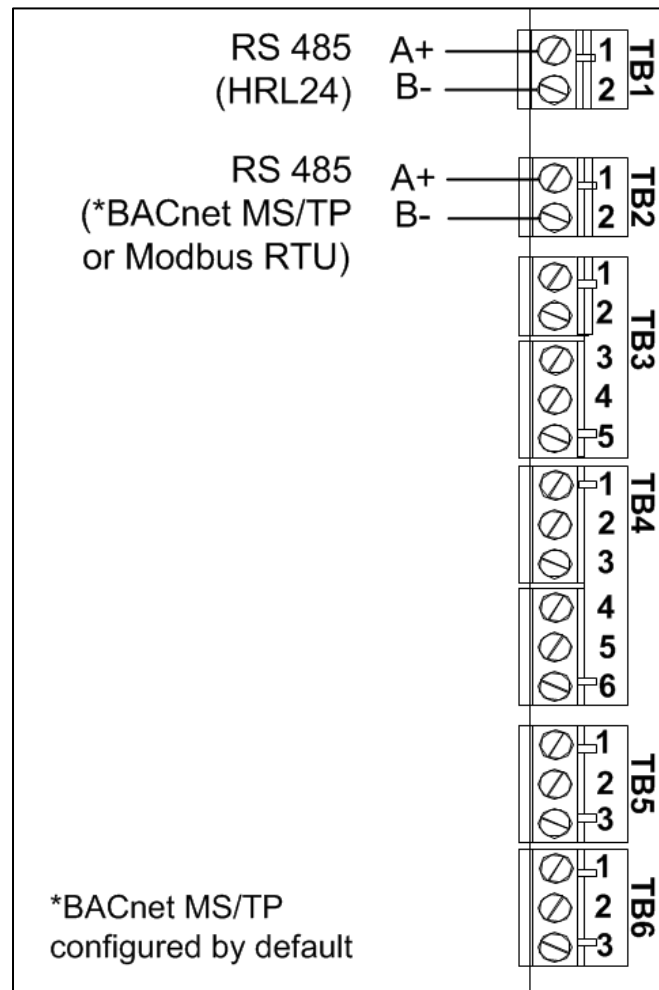 RS 485 A+ 1 TB1
(HRL24) B- 2
RS 485 A+ 1 TB2
(*BACnet MS/TP B- 2
or Modbus RTU)
1 TB3
2
3
4
5
1 TB4
2
3
4
5
6
1 TB5
2
3
1 TB6
2
3
*BACnet MS/TP
configured by default